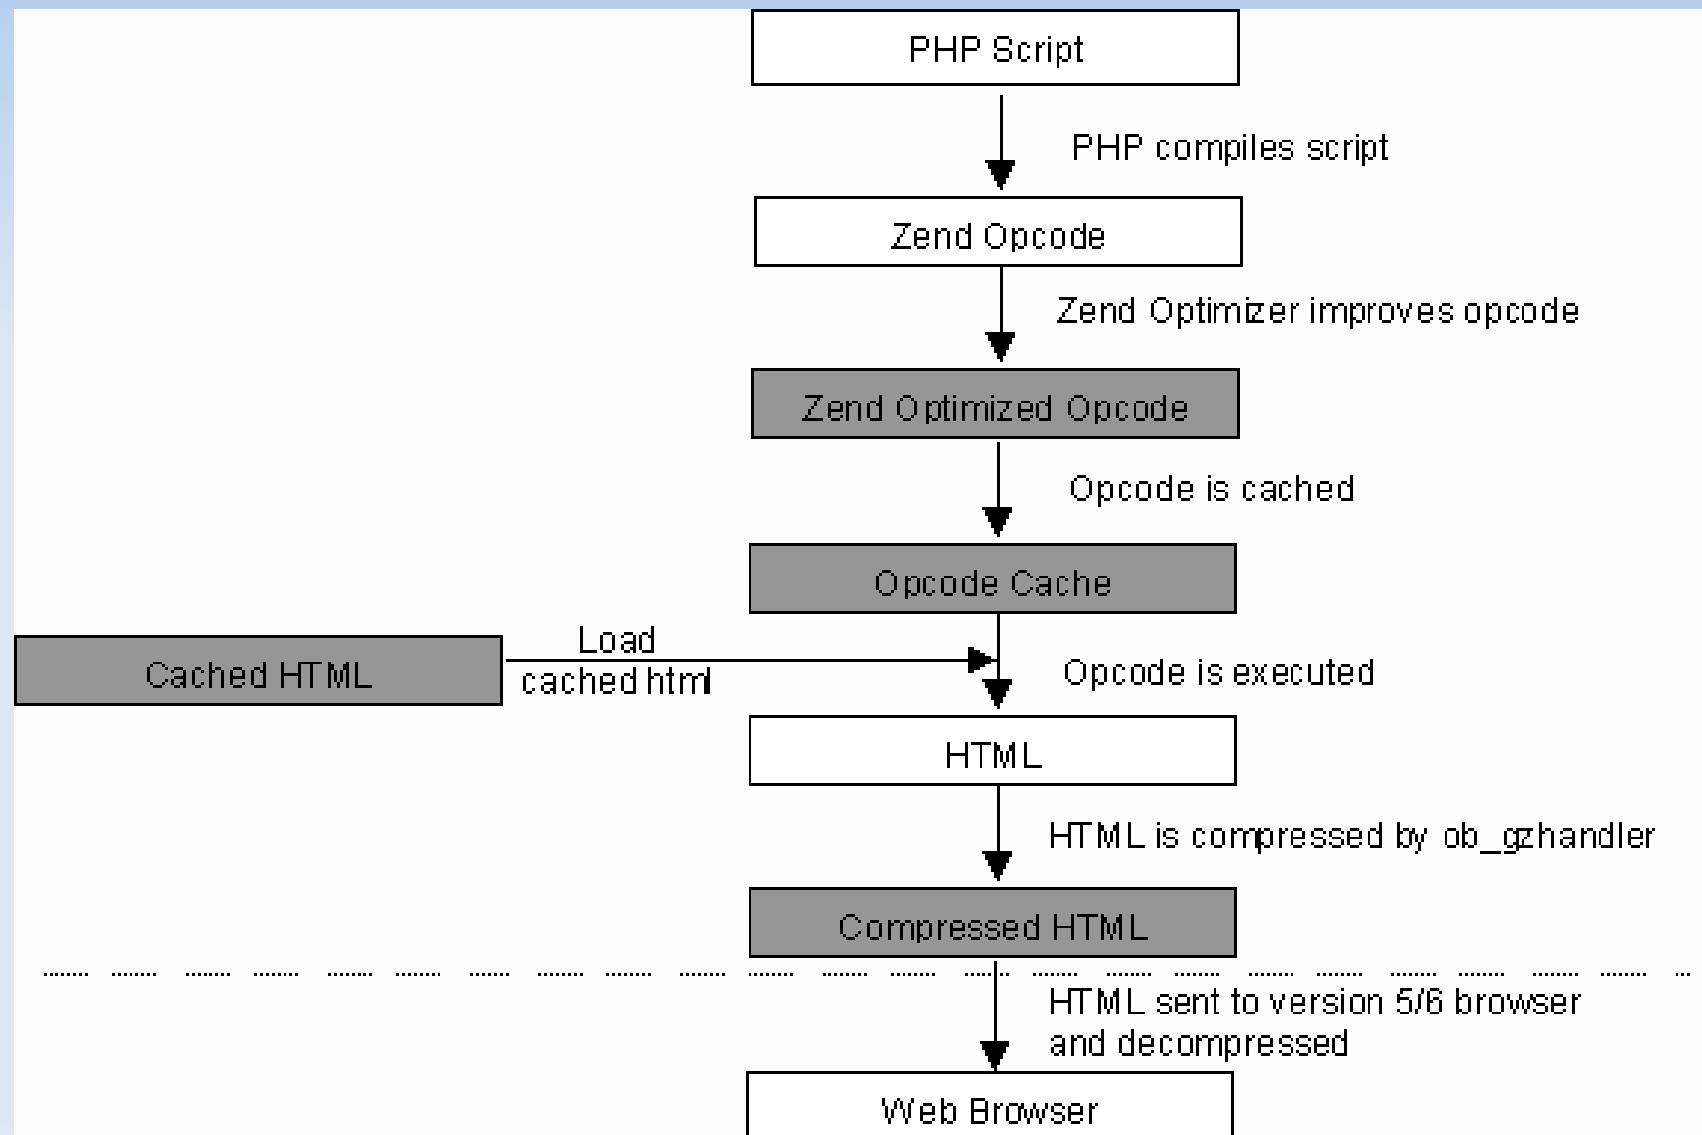 PHP Script
PHP compiles script
Zend Opcode
Zend Optimizer improves opcode
Zend Optimized Opcode
Opcode is cached
Opcode Cache
Load
cached html
Cached HTML
Opcode is executed
HTML
HTML is compressed by ob_gzhandler
Compressed HTML
HTML sent to version 5/6 browser
and decompressed
Web Browser